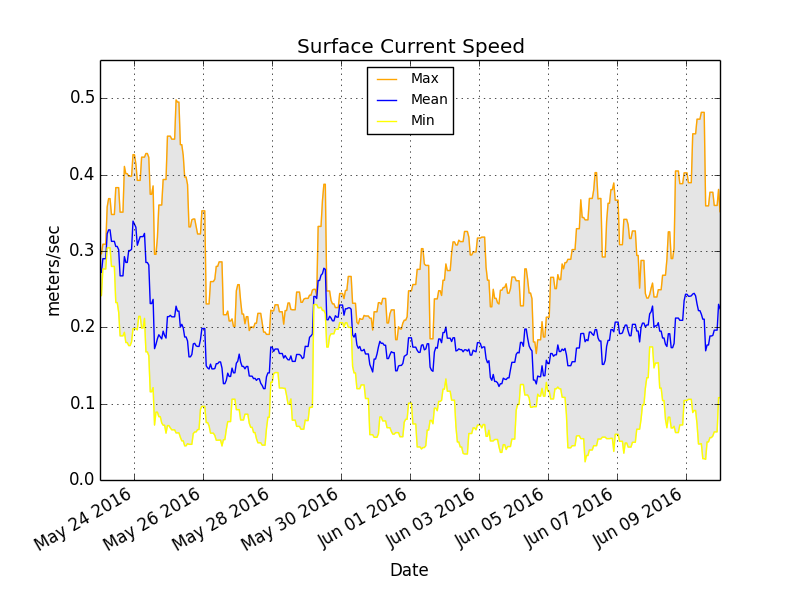 Surface Current Speed
Max
Mean
Min
0.5
0.4
0.3
0.2
0.1
0.0
meters/sec
May 24 2016
May 26 2016
May 28 2016
May 30 2016
Jun 01 2016
Jun 03 2016
Jun 05 2016
Jun 07 2016
Jun 09 2016
Date